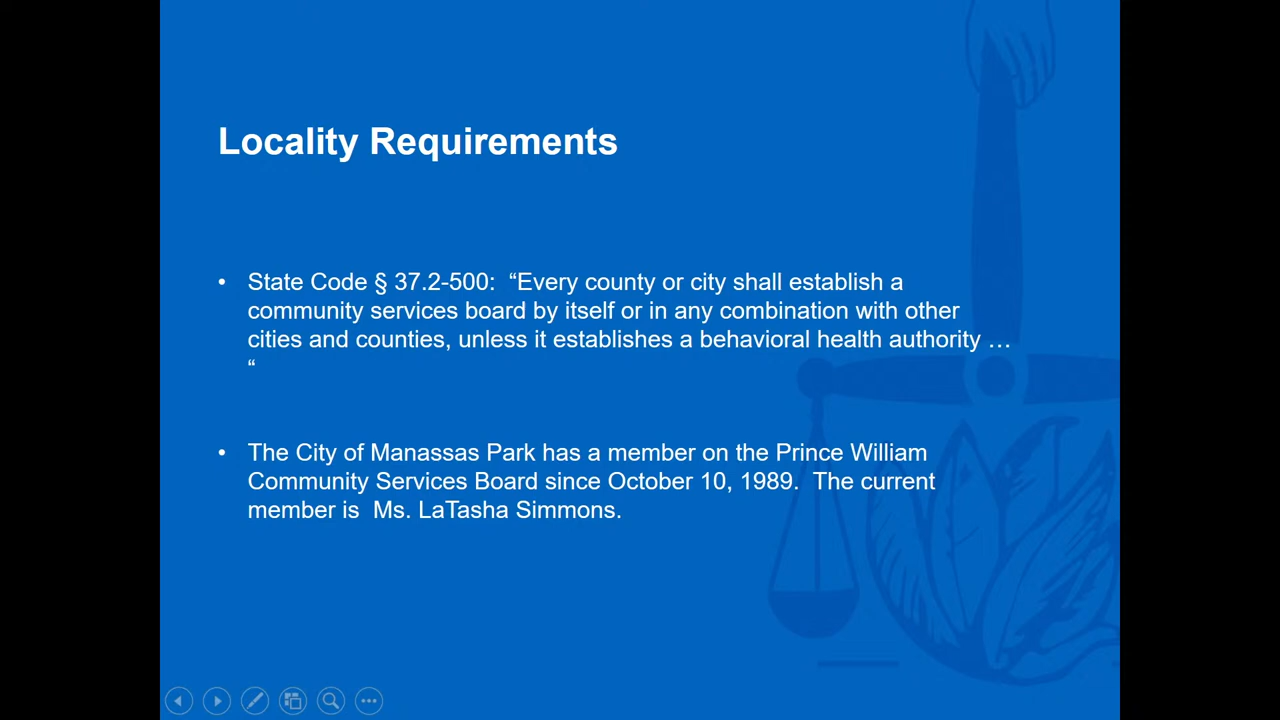 Locality Requirements
• State Code § 37.2-500:  “Every county or city shall establish a
community services board by itself or in any combination with other
cities and counties, unless it establishes a behavioral health authority …
“
• The City of Manassas Park has a member on the Prince William
Community Services Board since October 10, 1989.  The current
member is  Ms. LaTasha Simmons.